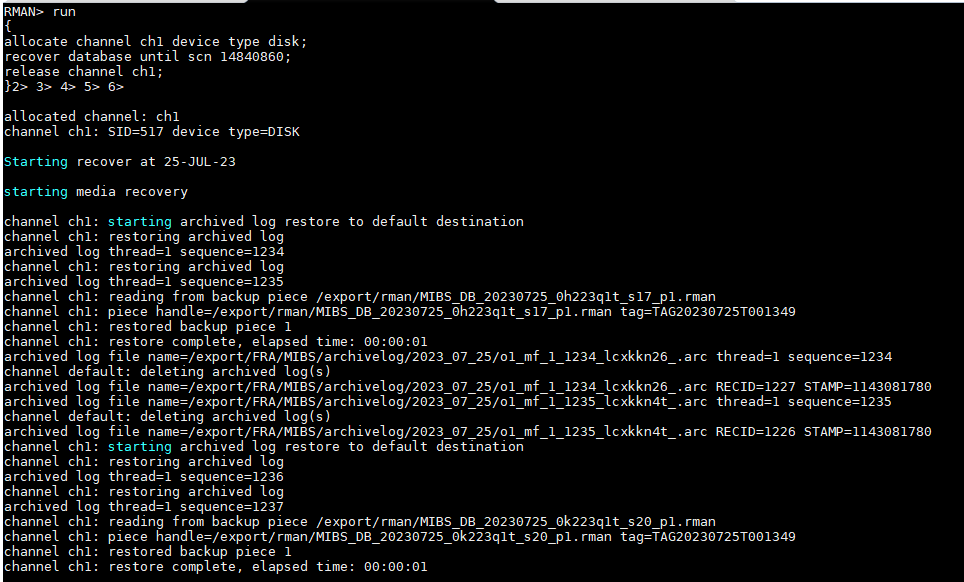 RMAN> run
{
allocate channel ch1 device type disk;
recover database until scn 14840860;
release channel ch1;
}2> 3> 4> 5> 6>
allocated channel: ch1
channel ch1: SID=517 device type=DISK
Starting recover at 25-JUL-23
starting media recovery
channel ch1: starting archived log restore to default destination
channel ch1: restoring archived log
archived log thread=1 sequence=1234
channel ch1: restoring archived log
archived log thread=1 sequence=1235
channel ch1: reading from backup piece /export/rman/MIBS_DB_20230725_0h223q1t_s17_p1.rman
channel ch1: piece handle=/export/rman/MIBS_DB_20230725_0h223q1t_s17_p1.rman tag=TAG20230725T001349
channel ch1: restored backup piece 1
channel ch1: restore complete, elapsed time: 00:00:01
archived log file name=/export/FRA/MIBS/archivelog/2023_07_25/o1_mf_1_1234_lcxkkn26_.arc thread=1 sequence=1234
channel default: deleting archived log(s)
archived log file name=/export/FRA/MIBS/archivelog/2023_07_25/o1_mf_1_1234_lcxkkn26_.arc RECID=1227 STAMP=1143081780
archived log file name=/export/FRA/MIBS/archivelog/2023_07_25/o1_mf_1_1235_lcxkkn4t_.arc thread=1 sequence=1235
channel default: deleting archived log(s)
archived log file name=/export/FRA/MIBS/archivelog/2023_07_25/o1_mf_1_1235_lcxkkn4t_.arc RECID=1226 STAMP=1143081780
channel ch1: starting archived log restore to default destination
channel ch1: restoring archived log
archived log thread=1 sequence=1236
channel ch1: restoring archived log
archived log thread=1 sequence=1237
channel ch1: reading from backup piece /export/rman/MIBS_DB_20230725_0k223q1t_s20_p1.rman
channel ch1: piece handle=/export/rman/MIBS_DB_20230725_0k223q1t_s20_p1.rman tag=TAG20230725T001349
channel ch1: restored backup piece 1
channel ch1: restore complete, elapsed time: 00:00:01